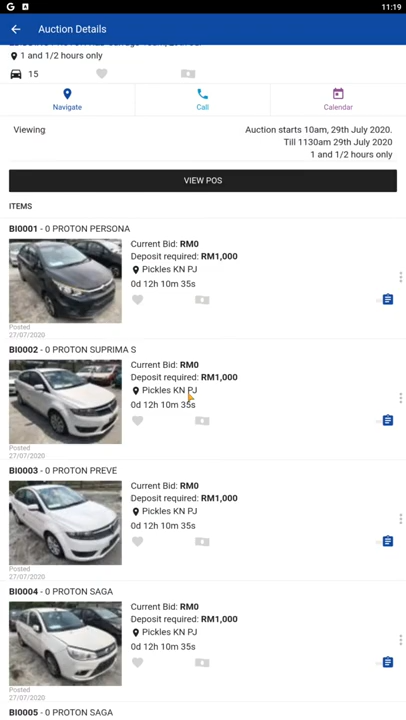 11:19
Auction Details
1 and 1/2 hours only
15
Navigate
Call
Calendar
Viewing
Auction starts 10am, 29th July 2020.
Till 1130am 29th July 2020
1 and 1/2 hours only
VIEW POS
ITEMS
BI0001 - 0 PROTON PERSONA
Current Bid: RM0
Deposit required: RM1,000
Pickles KN PJ
0d 12h 10m 35s
Posted
27/07/2020
BI0002 - 0 PROTON SUPRIMA S
Current Bid: RM0
Deposit required: RM1,000
Pickles KN PJ
0d 12h 10m 35s
Posted
27/07/2020
BI0003 - 0 PROTON PREVE
Current Bid: RM0
Deposit required: RM1,000
Pickles KN PJ
0d 12h 10m 35s
Posted
27/07/2020
BI0004 - 0 PROTON SAGA
Current Bid: RM0
Deposit required: RM1,000
Pickles KN PJ
0d 12h 10m 35s
Posted
27/07/2020
BI0005 - 0 PROTON SAGA